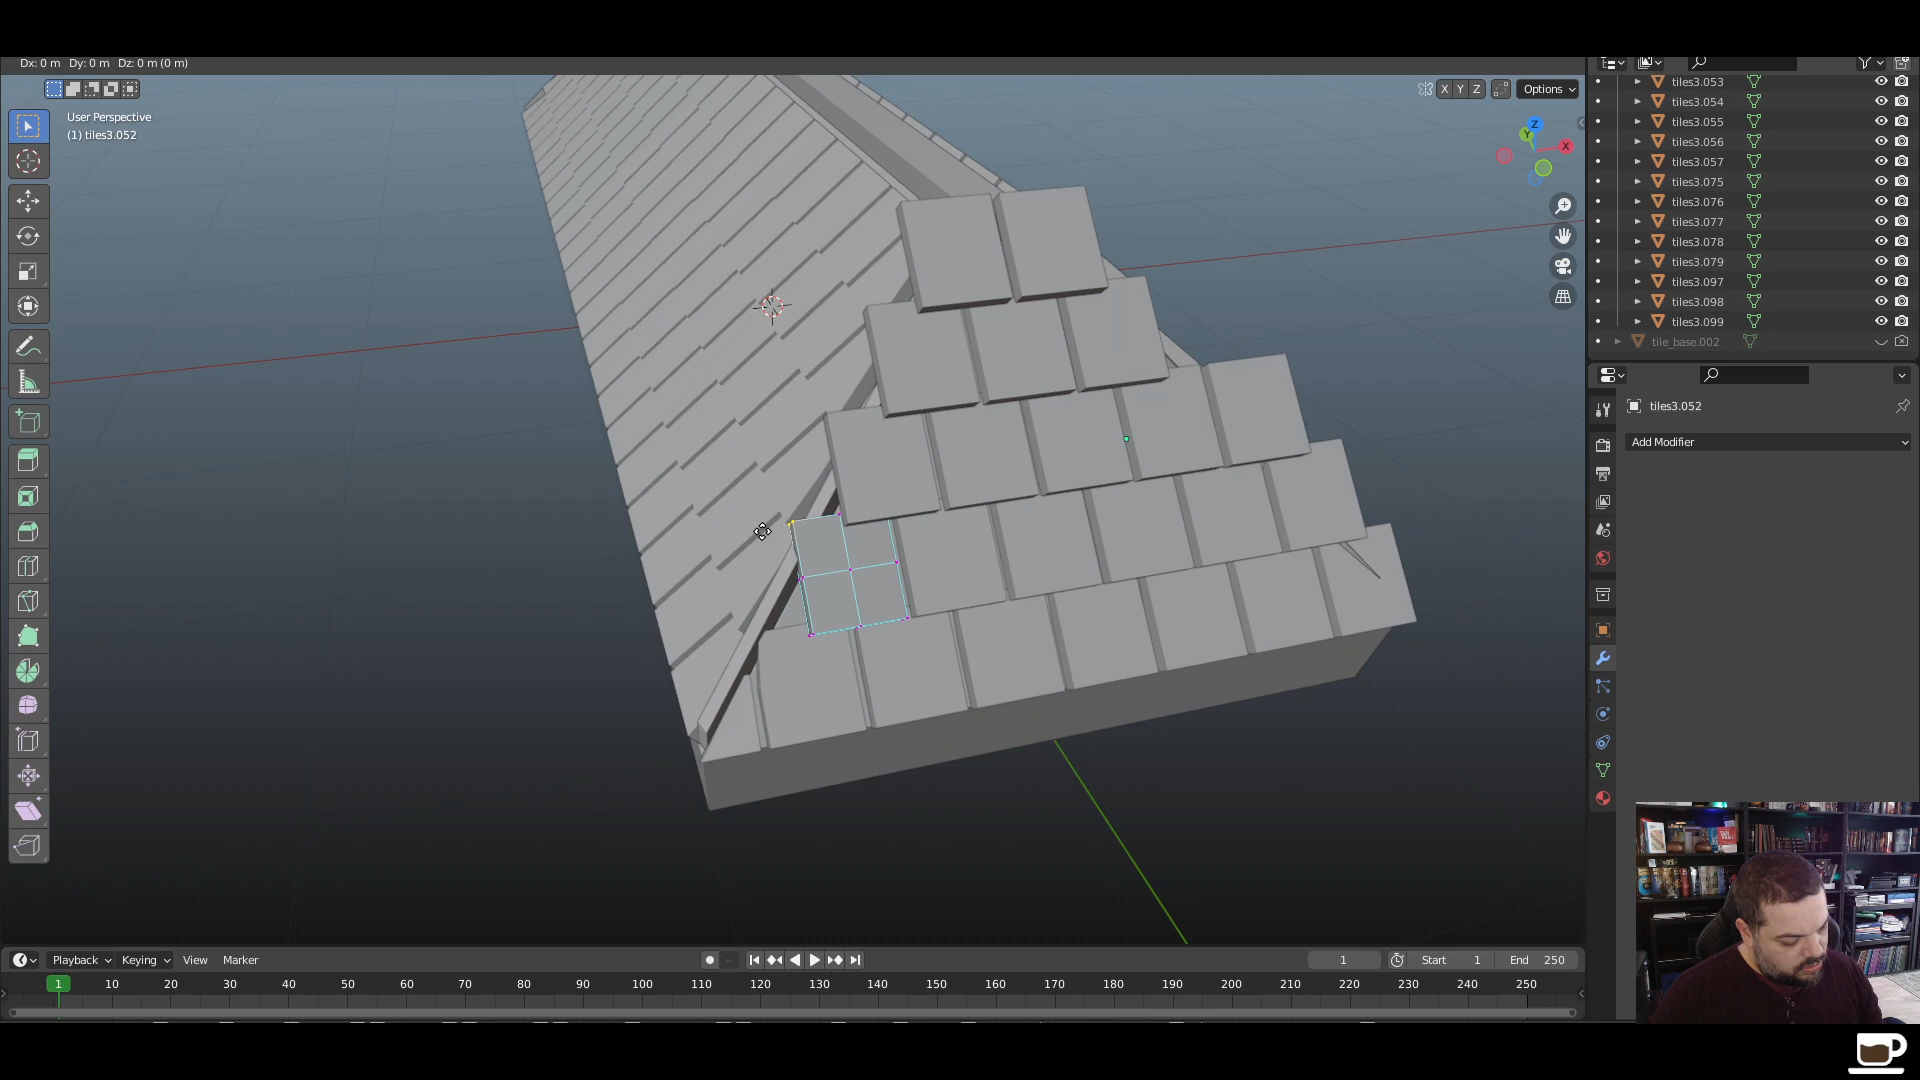 Dx: 0 m   Dy: 0 m   Dz: 0 m (0 m)
X Y Z
Options
User Perspective
(1) tiles3.052
Z
Y
X
tiles3.053
tiles3.054
tiles3.055
tiles3.056
tiles3.057
tiles3.075
tiles3.076
tiles3.077
tiles3.078
tiles3.079
tiles3.097
tiles3.098
tiles3.099
tile_base.002
tiles3.052
Add Modifier
Playback Keying View Marker
1 Start 1 End 250
1 10 20 30 40 50 60 70 80 90 100 110 120 130 140 150 160 170 180 190 200 210 220 230 240 250